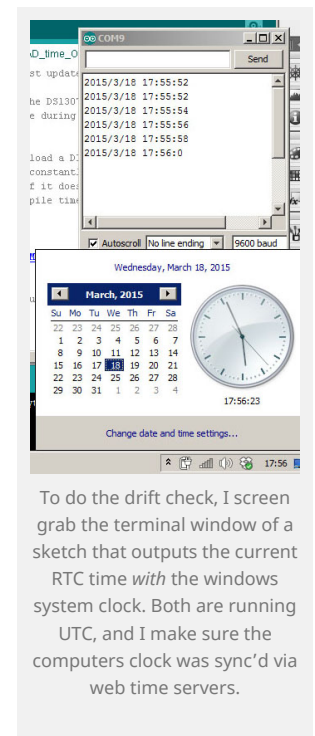 COM9
AD_time_O
Send
st update
he DS130
e during
load a D
constant
f it doe
pile tim
2015/3/18 17:55:52
2015/3/18 17:55:52
2015/3/18 17:55:54
2015/3/18 17:55:56
2015/3/18 17:55:58
2015/3/18 17:56:0
Autoscroll No line ending 9600 baud
Wednesday, March 18, 2015
March, 2015
Su Mo Tu We Th Fr Sa
22 23 24 25 26 27 28
1 2 3 4 5 6 7
8 9 10 11 12 13 14
15 16 17 18 19 20 21
22 23 24 25 26 27 28
29 30 31 1 2 3 4
17:56:23
Change date and time settings...
17:56
To do the drift check, I screen
grab the terminal window of a
sketch that outputs the current
RTC time with the windows
system clock. Both are running
UTC, and I make sure the
computers clock was sync’d via
web time servers.